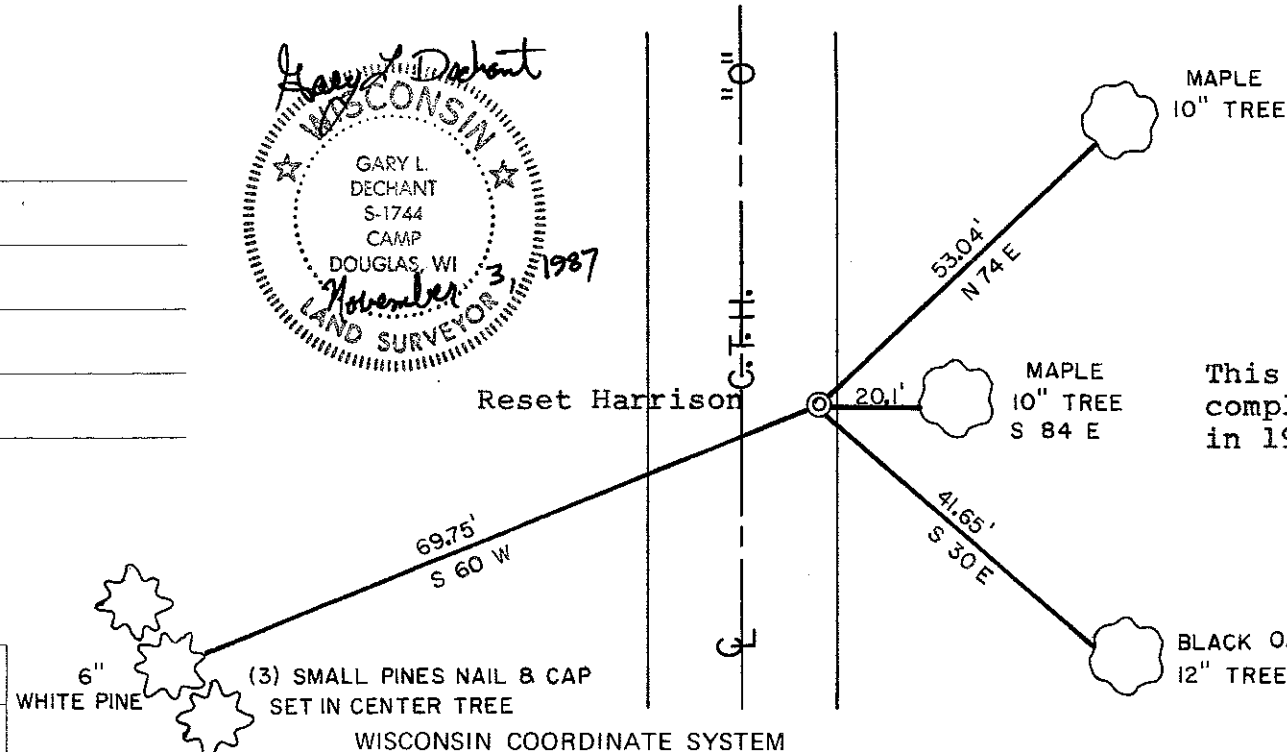 Gary L Dechant
WISCONSIN
GARY L.
DECHANT
S-1744
CAMP
DOUGLAS, WI
November 3, 1987
LAND SURVEYOR
"O"
C.T.H.
CL
MAPLE
10" TREE
53.04'
N 74 E
Reset Harrison
20.1'
MAPLE
10" TREE
S 84 E
This
in 19
41.65'
S 30 E
69.75'
S 60 W
BLACK
12" TREE
6"
WHITE PINE
(3) SMALL PINES NAIL & CAP
SET IN CENTER TREE
WISCONSIN COORDINATE SYSTEM